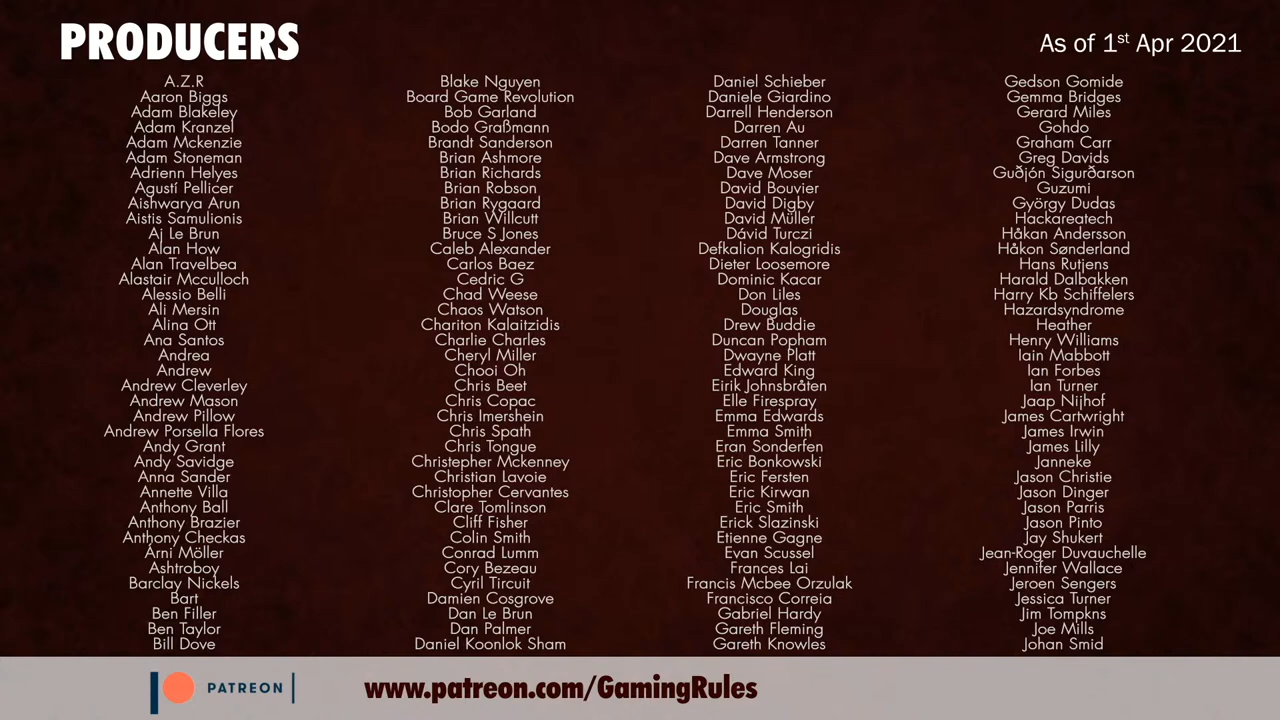 PRODUCERS
As of 1st Apr 2021
A.Z.R
Aaron Biggs
Adam Blakeley
Adam Kranzel
Adam Mckenzie
Adam Stoneman
Adrienn Helyes
Agustí Pellicer
Aishwarya Arun
Aistis Samulionis
Aj Le Brun
Alan How
Alan Travelbea
Alastair Mcculloch
Alessio Belli
Ali Mersin
Alina Ott
Ana Santos
Andrea
Andrew
Andrew Cleverley
Andrew Mason
Andrew Pillow
Andrew Porsella Flores
Andy Grant
Andy Savidge
Anna Sander
Annette Villa
Anthony Ball
Anthony Brazier
Anthony Checkas
Árni Möller
Ashtroboy
Barclay Nickels
Bart
Ben Filler
Ben Taylor
Bill Dove
Blake Nguyen
Board Game Revolution
Bob Garland
Bodo Graßmann
Brandt Sanderson
Brian Ashmore
Brian Richards
Brian Robson
Brian Rygaard
Brian Willcutt
Bruce S Jones
Caleb Alexander
Carlos Baez
Cedric G
Chad Weese
Chaos Watson
Chariton Kalaitzidis
Charlie Charles
Cheryl Miller
Chooi Oh
Chris Beet
Chris Copac
Chris Imershein
Chris Spath
Chris Tongue
Christepher Mckenney
Christian Lavoie
Christopher Cervantes
Clare Tomlinson
Cliff Fisher
Colin Smith
Conrad Lumm
Cory Bezeau
Cyril Tircuit
Damien Cosgrove
Dan Le Brun
Dan Palmer
Daniel Koonlok Sham
Daniel Schieber
Daniele Giardino
Darrell Henderson
Darren Au
Darren Tanner
Dave Armstrong
Dave Moser
David Bouvier
David Digby
David Müller
Dávid Turczi
Defkalion Kalogridis
Dieter Loosemore
Dominic Kacar
Don Liles
Douglas
Drew Buddie
Duncan Popham
Dwayne Platt
Edward King
Eirik Johnsbråten
Elle Firespray
Emma Edwards
Emma Smith
Eran Sonderfen
Eric Bonkowski
Eric Fersten
Eric Kirwan
Eric Smith
Erick Slazinski
Etienne Gagne
Evan Scussel
Frances Lai
Francis Mcbee Orzulak
Francisco Correia
Gabriel Hardy
Gareth Fleming
Gareth Knowles
Gedson Gomide
Gemma Bridges
Gerard Miles
Gohdo
Graham Carr
Greg Davids
Guðjón Sigurðarson
Guzumi
György Dudas
Hackareatech
Håkan Andersson
Håkon Sønderland
Hans Rutjens
Harald Dalbakken
Harry Kb Schiffelers
Hazardsyndrome
Heather
Henry Williams
Iain Mabbott
Ian Forbes
Ian Turner
Jaap Nijhof
James Cartwright
James Irwin
James Lilly
Janneke
Jason Christie
Jason Dinger
Jason Parris
Jason Pinto
Jay Shukert
Jean-Roger Duvauchelle
Jennifer Wallace
Jeroen Sengers
Jessica Turner
Jim Tompkns
Joe Mills
Johan Smid
PATREON
www.patreon.com/GamingRules